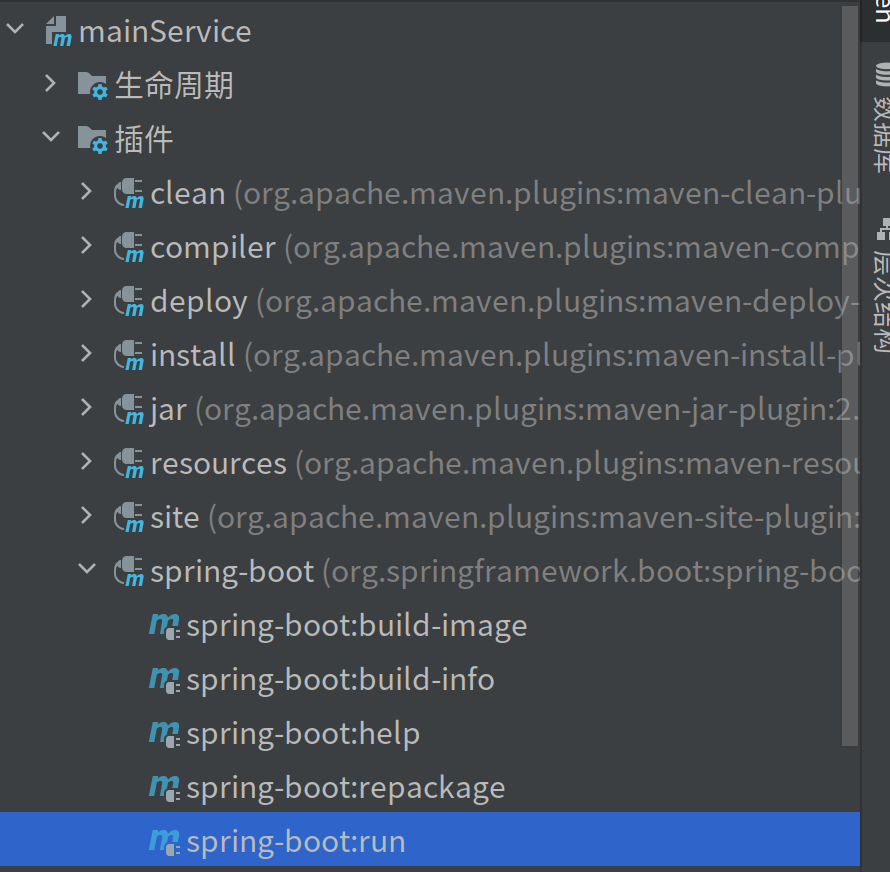 mainService
生命周期
插件
clean (org.apache.maven.plugins:maven-clean-plu
compiler (org.apache.maven.plugins:maven-comp
deploy (org.apache.maven.plugins:maven-deploy-
install (org.apache.maven.plugins:maven-install-pl
jar (org.apache.maven.plugins:maven-jar-plugin:2.
resources (org.apache.maven.plugins:maven-resou
site (org.apache.maven.plugins:maven-site-plugin:
spring-boot (org.springframework.boot:spring-boo
spring-boot:build-image
spring-boot:build-info
spring-boot:help
spring-boot:repackage
spring-boot:run
数据库
层次结构